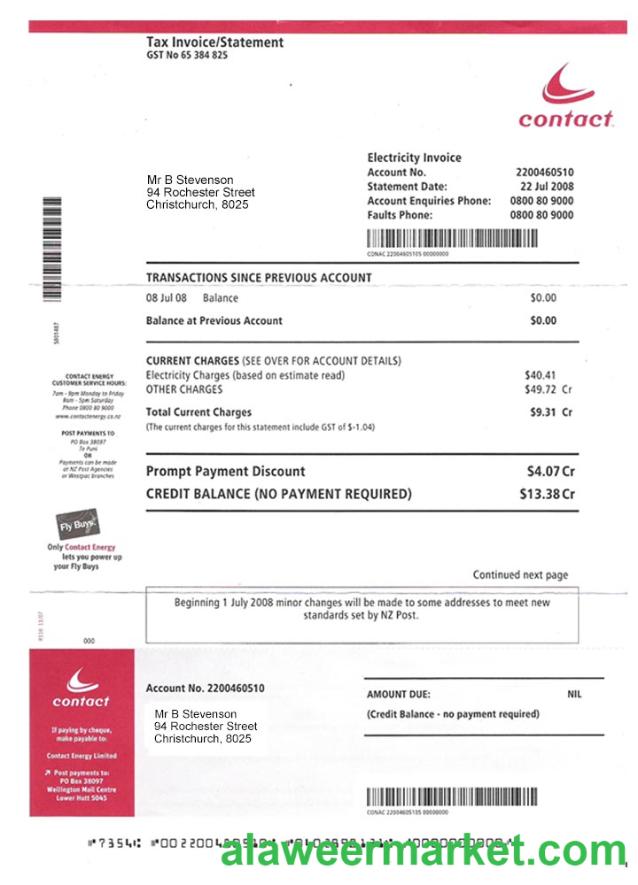 Tax Invoice/Statement
GST No 65 384 825
contact
Mr B Stevenson
94 Rochester Street
Christchurch, 8025
Electricity Invoice
Account No. 2200460510
Statement Date: 22 Jul 2008
Account Enquiries Phone: 0800 80 9000
Faults Phone: 0800 80 9000
CONAC 22004605105 00000000
TRANSACTIONS SINCE PREVIOUS ACCOUNT
08 Jul 08 Balance $0.00
Balance at Previous Account $0.00
CURRENT CHARGES (SEE OVER FOR ACCOUNT DETAILS)
Electricity Charges (based on estimate read) $40.41
OTHER CHARGES $49.72 Cr
Total Current Charges $9.31 Cr
(The current charges for this statement include GST of $-1.04)
Prompt Payment Discount $4.07 Cr
CREDIT BALANCE (NO PAYMENT REQUIRED) $13.38 Cr
Continued next page
Beginning 1 July 2008 minor changes will be made to some addresses to meet new
standards set by NZ Post.
CONTACT ENERGY
CUSTOMER SERVICE HOURS:
7am - 9pm Monday to Friday
8am - 5pm Saturday
Phone 0800 80 9000
www.contactenergy.co.nz
POST PAYMENTS TO
PO Box 38097
Te Puni
OR
Payments can be made
at NZ Post Agencies
or Westpac branches
Fly Buys
Only Contact Energy
lets you power up
your Fly Buys
000
contact
If paying by cheque,
make payable to:
Contact Energy Limited
Post payments to:
PO Box 38097
Wellington Mail Centre
Lower Hutt 5045
Account No. 2200460510
Mr B Stevenson
94 Rochester Street
Christchurch, 8025
AMOUNT DUE: NIL
(Credit Balance - no payment required)
CONAC 22004605105 00000000
alaweermarket.com